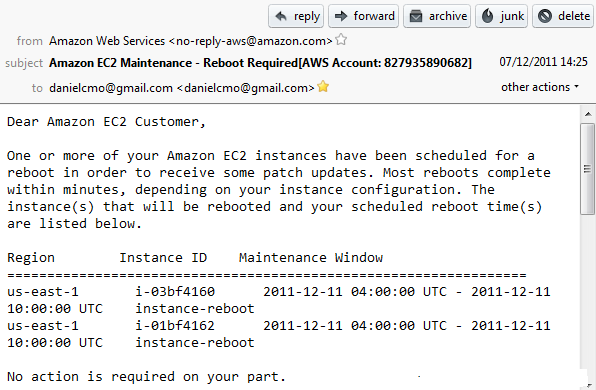 reply forward archive junk delete
from Amazon Web Services <no-reply-aws@amazon.com>
subject Amazon EC2 Maintenance - Reboot Required[AWS Account: 827935890682] 07/12/2011 14:25
to danielcmo@gmail.com <danielcmo@gmail.com> other actions
Dear Amazon EC2 Customer,
One or more of your Amazon EC2 instances have been scheduled for a
reboot in order to receive some patch updates. Most reboots complete
within minutes, depending on your instance configuration. The
instance(s) that will be rebooted and your scheduled reboot time(s)
are listed below.
Region Instance ID Maintenance Window
=================================================================
us-east-1 i-03bf4160 2011-12-11 04:00:00 UTC - 2011-12-11
10:00:00 UTC instance-reboot
us-east-1 i-01bf4162 2011-12-11 04:00:00 UTC - 2011-12-11
10:00:00 UTC instance-reboot
No action is required on your part.